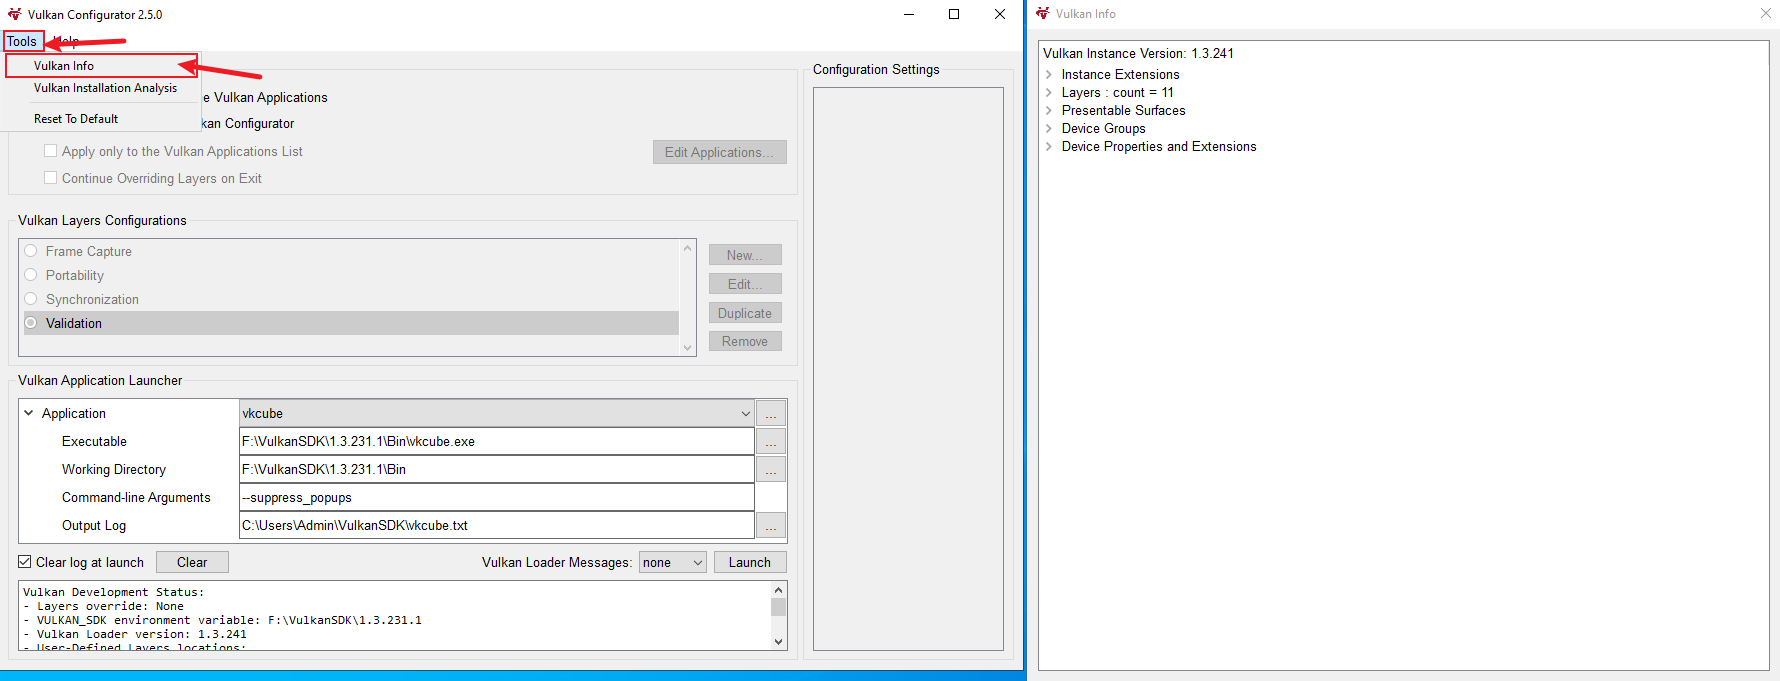 Vulkan Configurator 2.5.0
Tools Help
Vulkan Info
Vulkan Installation Analysis
Reset To Default
e Vulkan Applications
kan Configurator
Apply only to the Vulkan Applications List
Edit Applications...
Continue Overriding Layers on Exit
Vulkan Layers Configurations
Frame Capture
Portability
Synchronization
Validation
New...
Edit...
Duplicate
Remove
Vulkan Application Launcher
Application
vkcube
...
Executable
F:\VulkanSDK\1.3.231.1\Bin\vkcube.exe
...
Working Directory
F:\VulkanSDK\1.3.231.1\Bin
...
Command-line Arguments
--suppress_popups
Output Log
C:\Users\Admin\VulkanSDK\vkcube.txt
...
Clear log at launch
Clear
Vulkan Loader Messages:
none
Launch
Vulkan Development Status:
- Layers override: None
- VULKAN_SDK environment variable: F:\VulkanSDK\1.3.231.1
- Vulkan Loader version: 1.3.241
- User-Defined Layers locations:
Configuration Settings
Vulkan Info
Vulkan Instance Version: 1.3.241
Instance Extensions
Layers : count = 11
Presentable Surfaces
Device Groups
Device Properties and Extensions